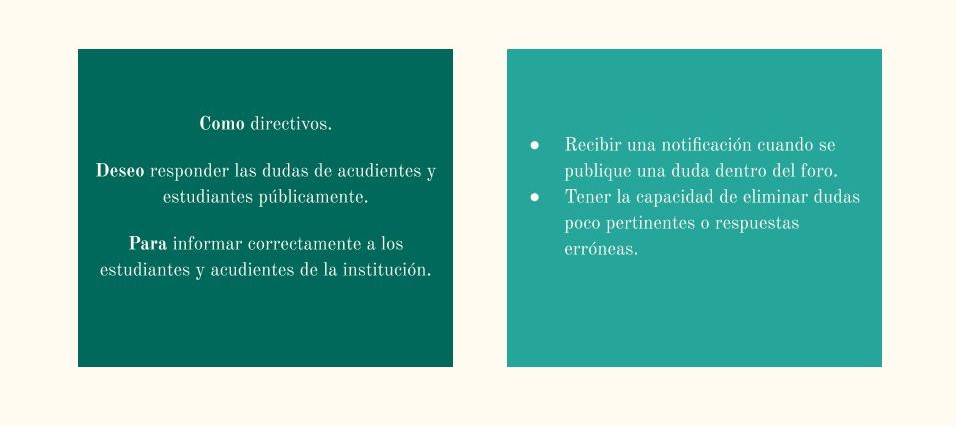 Como directivos.
Deseo responder las dudas de acudientes y
estudiantes públicamente.
Para informar correctamente a los
estudiantes y acudientes de la institución.
● Recibir una notificación cuando se
publique una duda dentro del foro.
● Tener la capacidad de eliminar dudas
poco pertinentes o respuestas
erróneas.